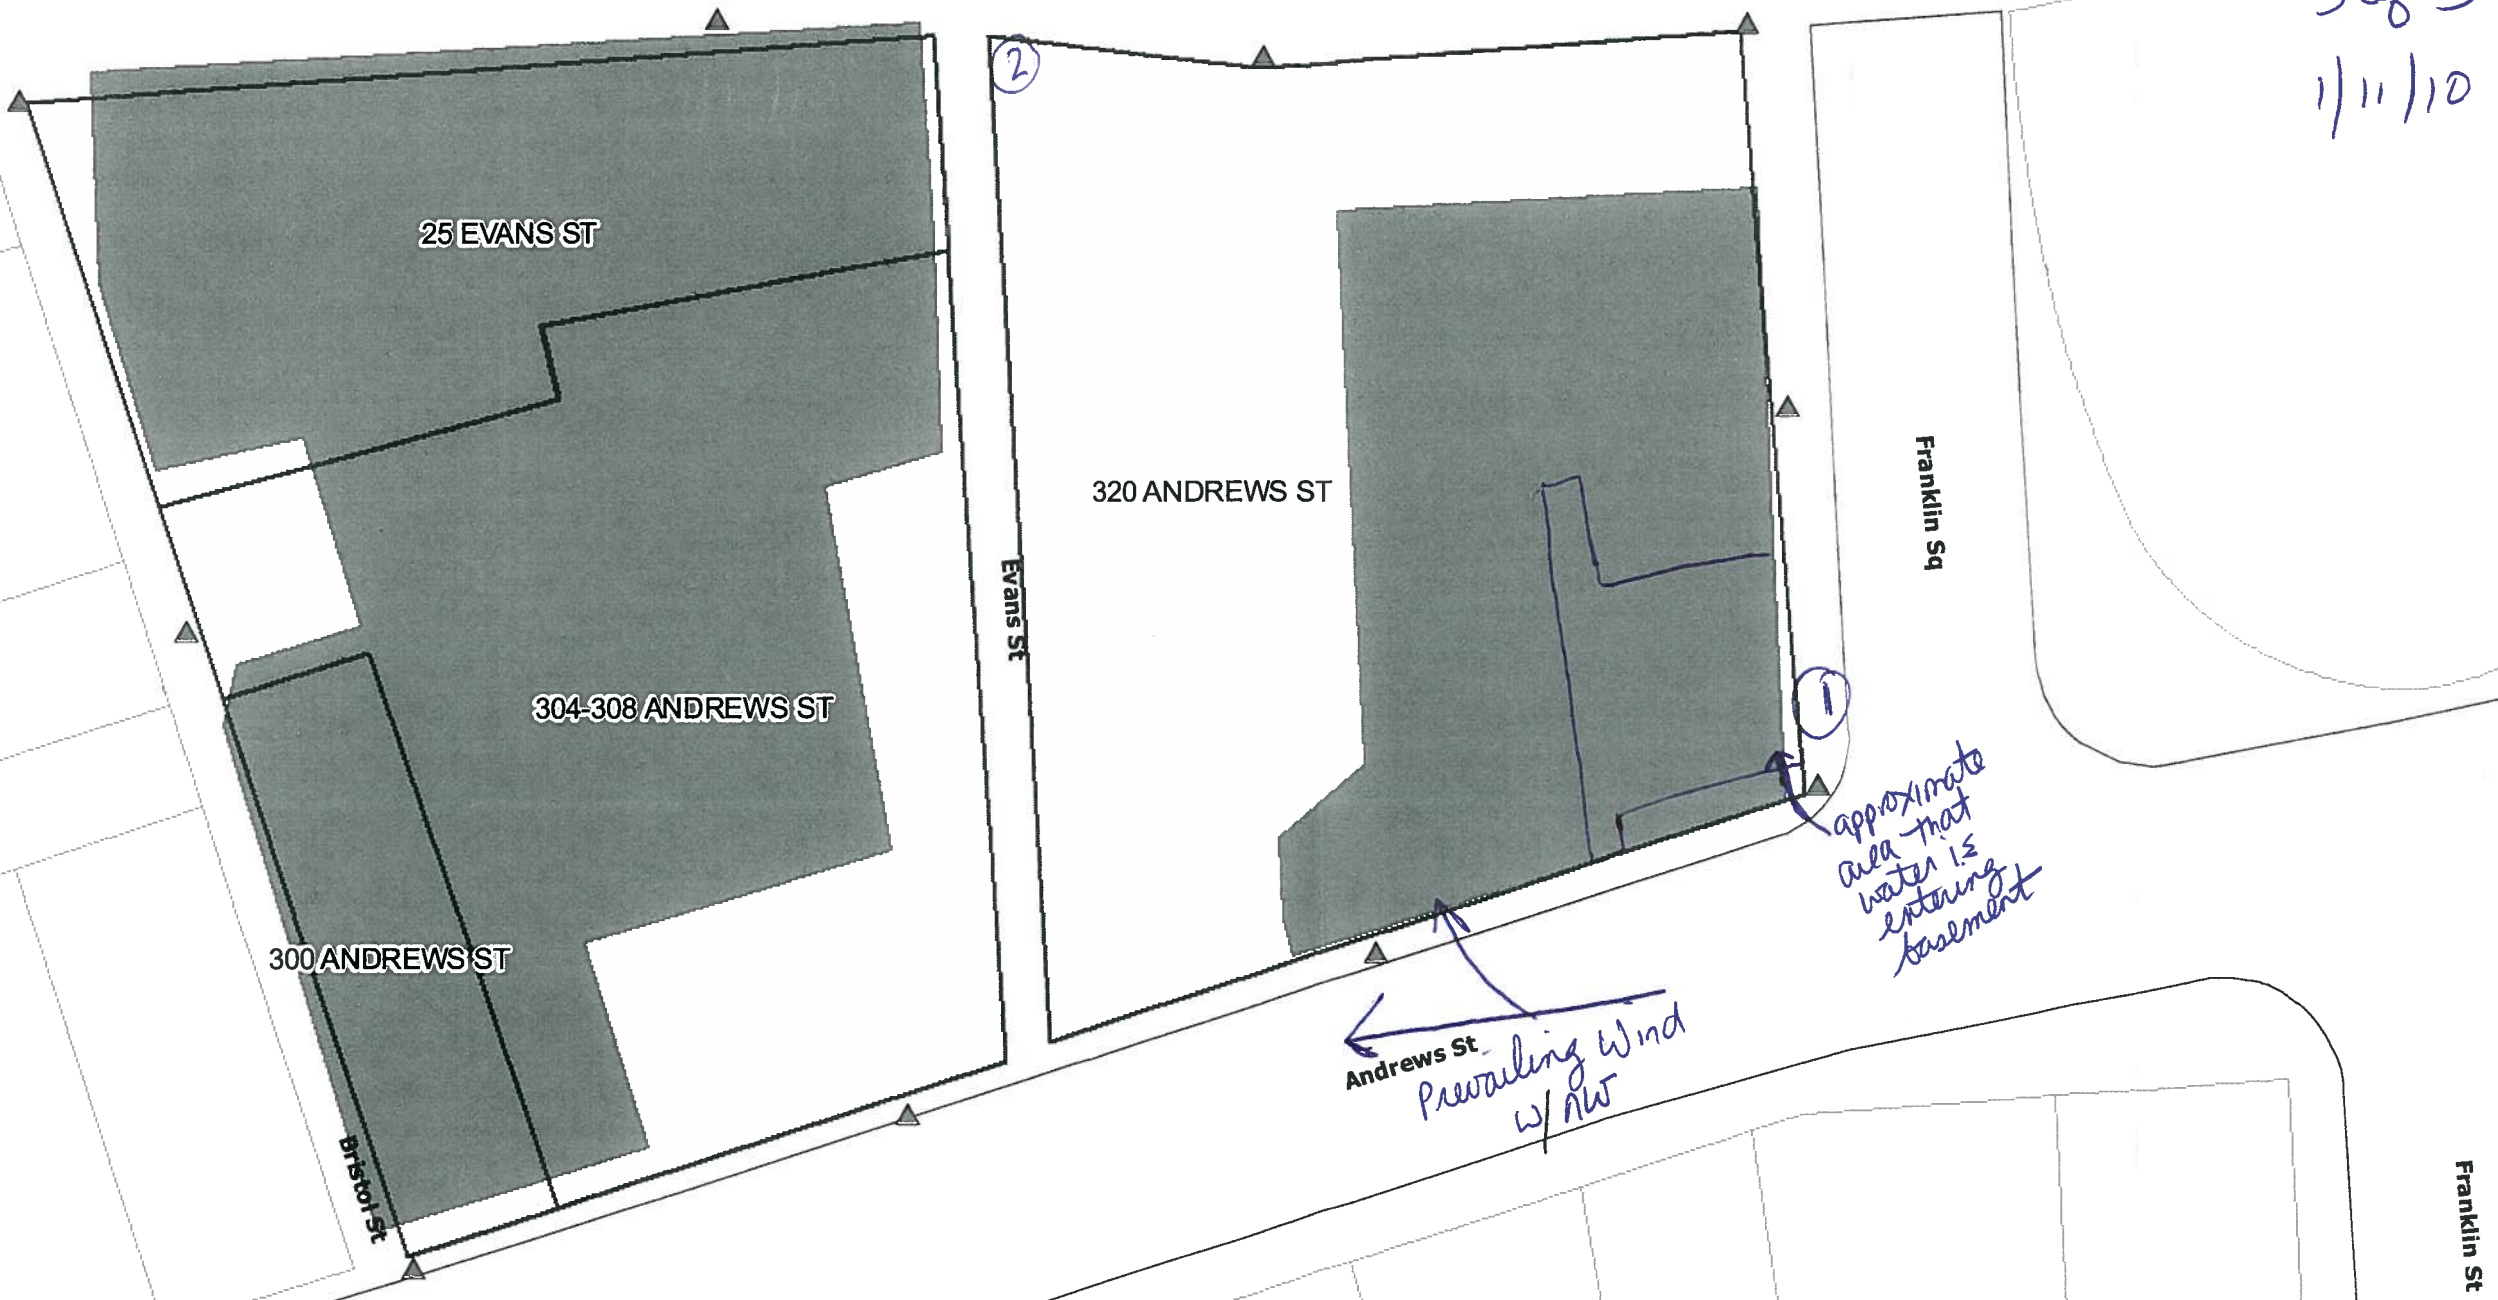 1/11/10
2
25 EVANS ST
320 ANDREWS ST
Franklin Sq
Evans St
304-308 ANDREWS ST
1
approximate
area that
water is
entering
basement
300 ANDREWS ST
Andrews St
Prevailing Wind
W/NW
Bristol St
Franklin St